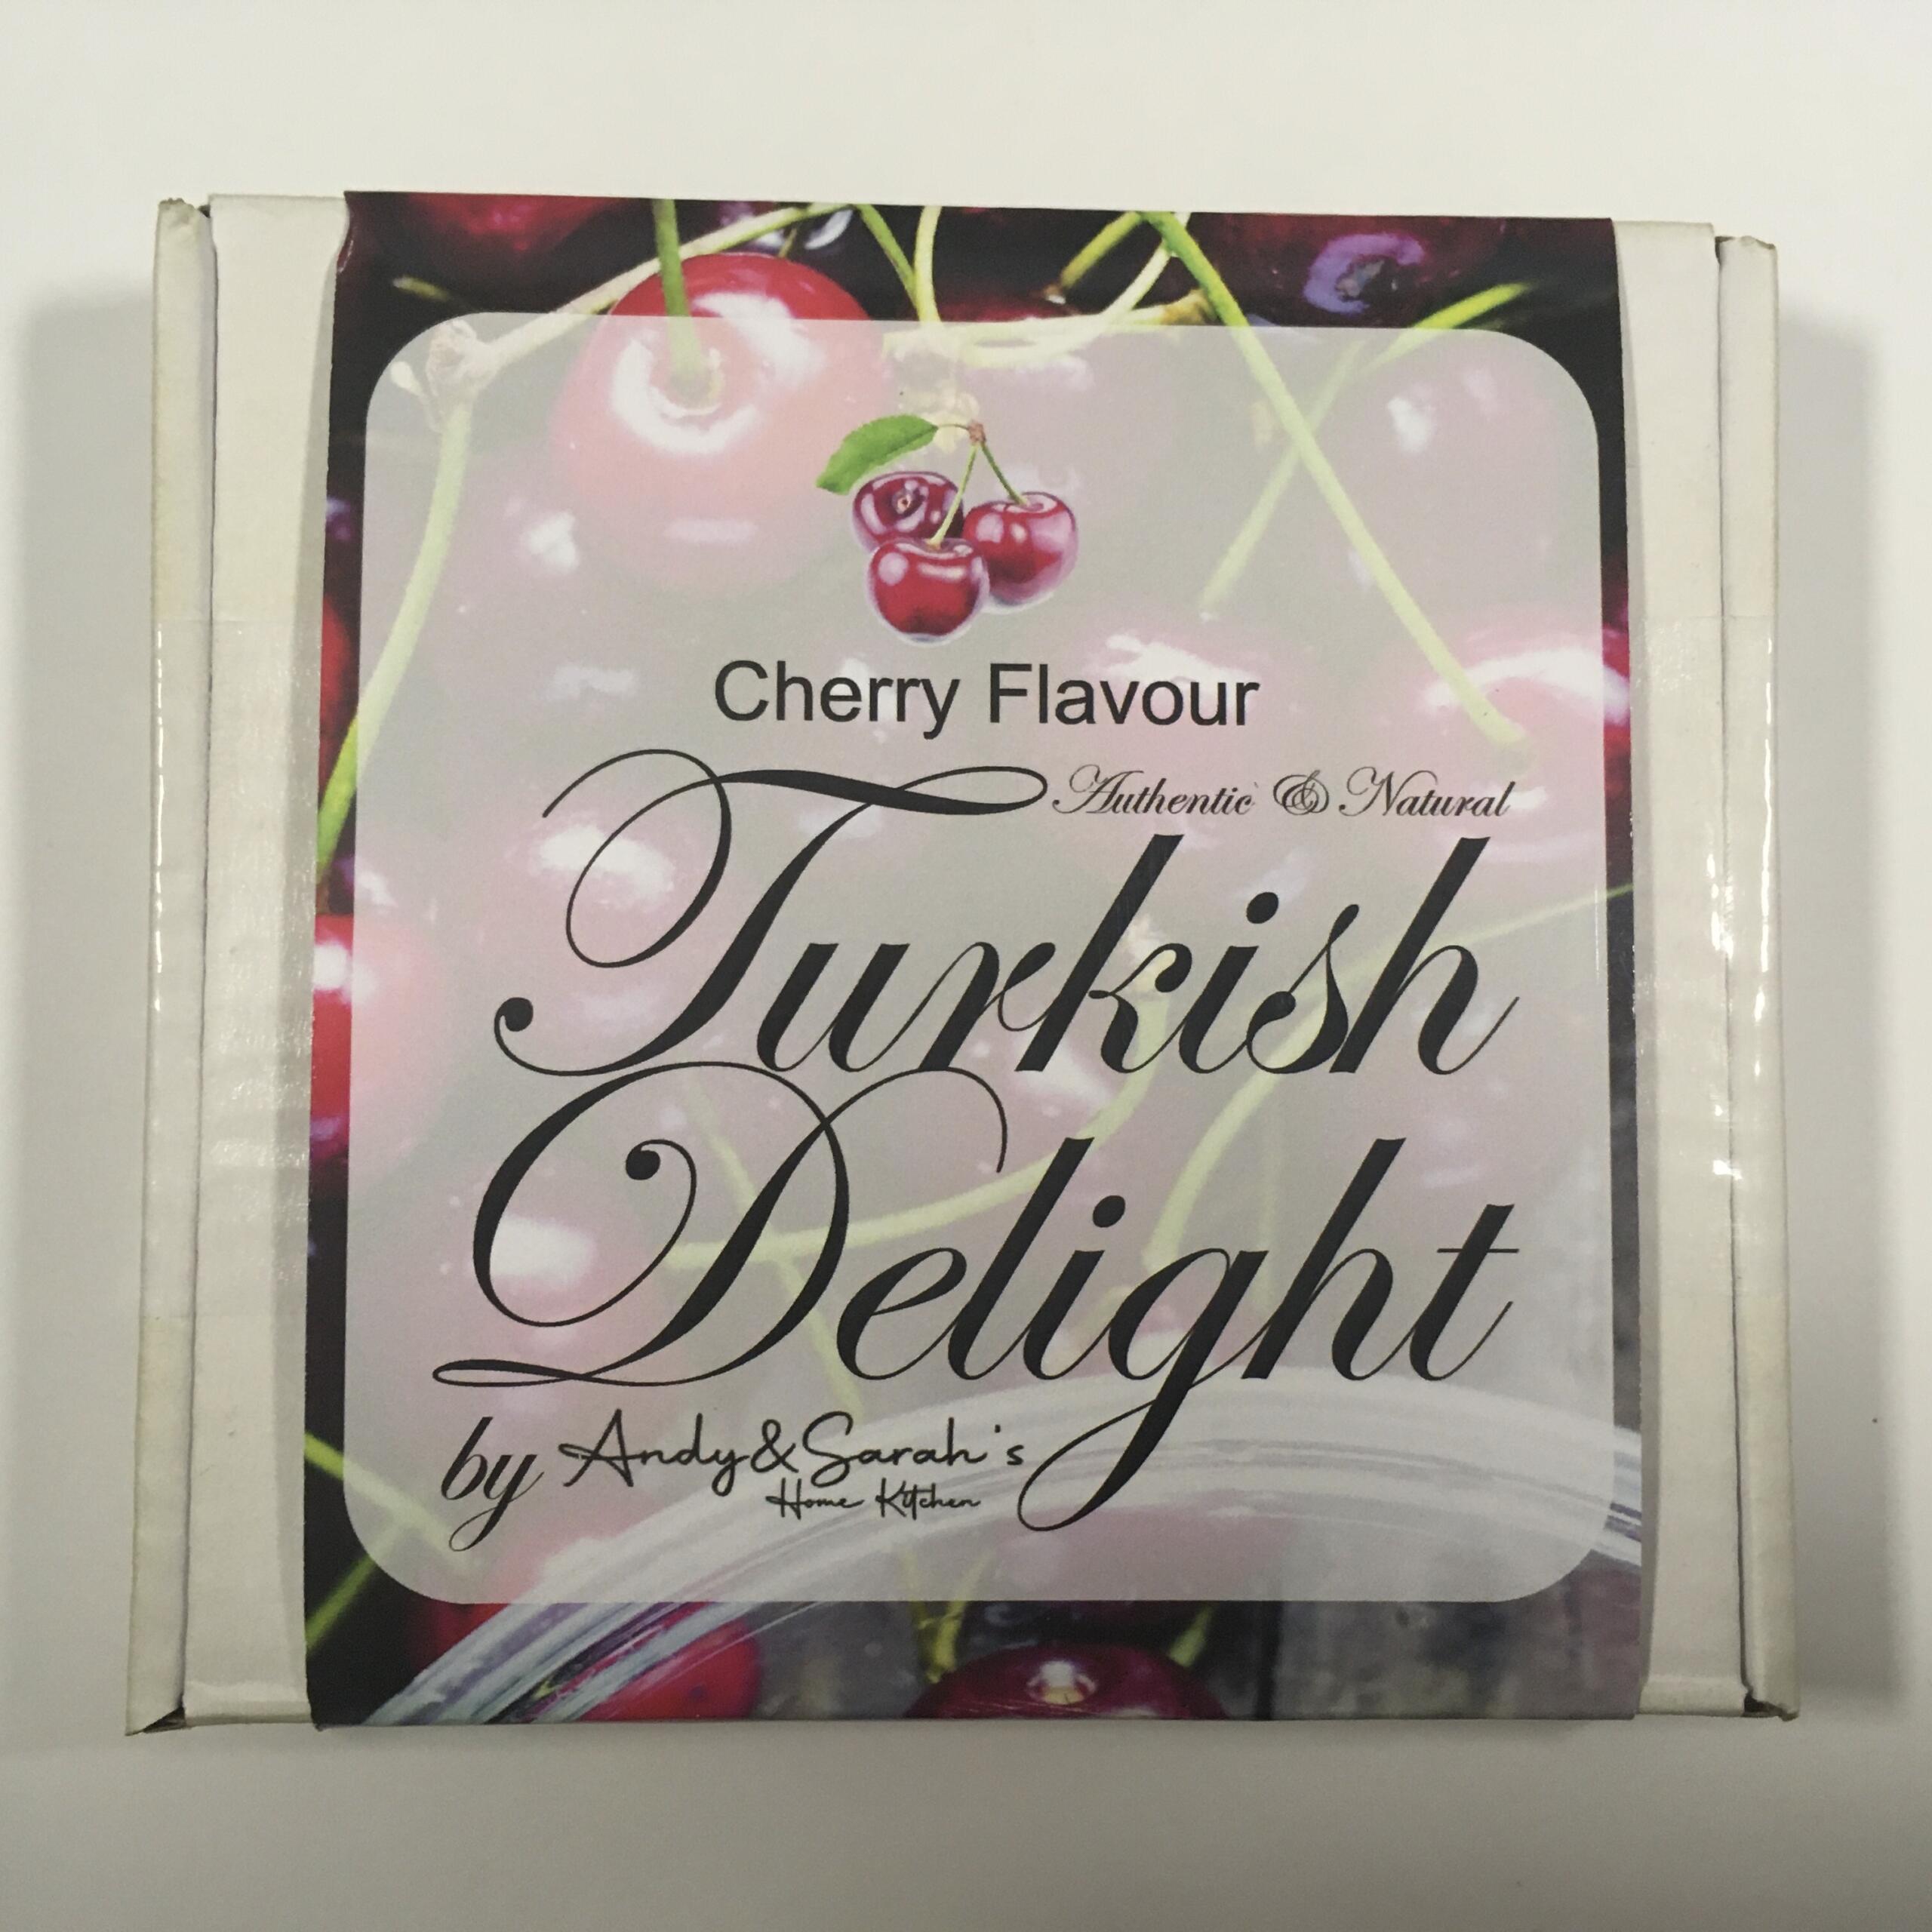 Cherry Flavour
Authentic & Natural
Turkish
Delight
by Andy & Sarah's
Home Kitchen